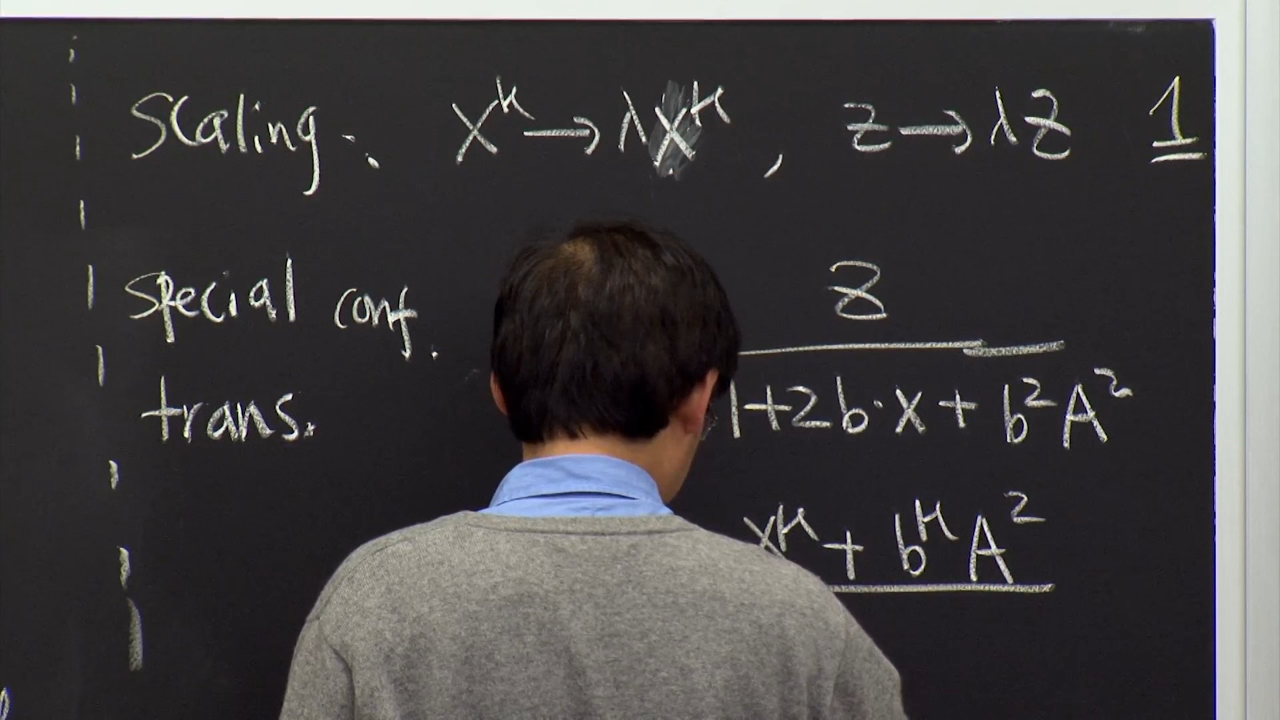 Scaling: x^μ → λx^μ, z → λz 1
special conf. z
trans. 1+2b·x+b²A²
x^μ + b^μ A²